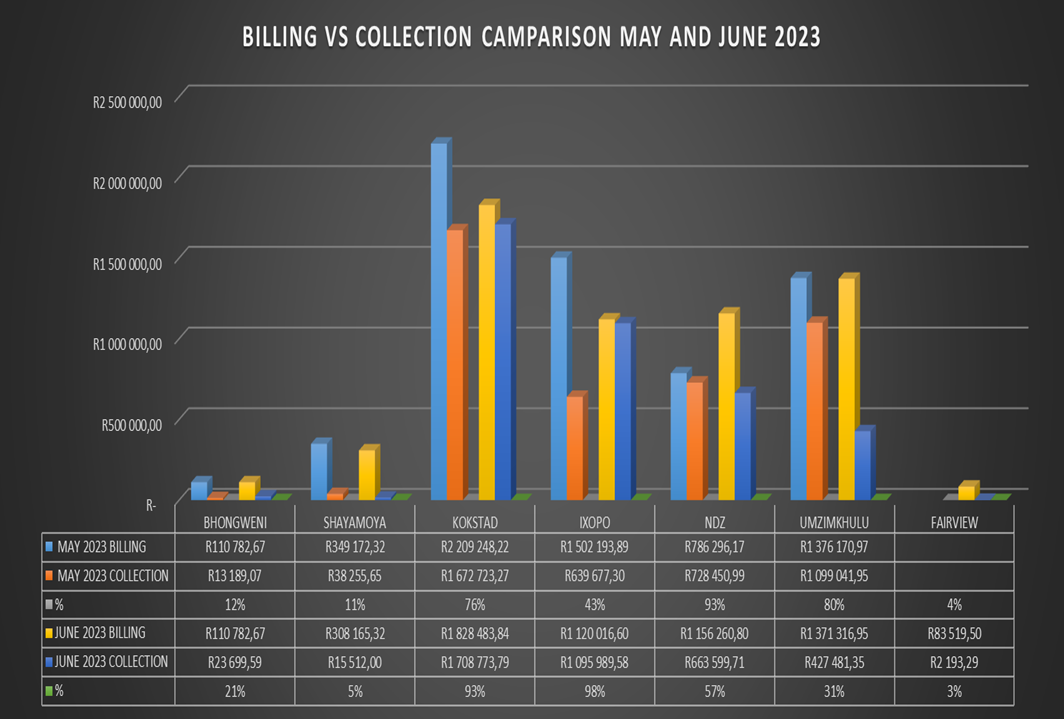 BILLING VS COLLECTION CAMPARISON MAY AND JUNE 2023
R2 500 000,00
R2 000 000,00
R1 500 000,00
R1 000 000,00
R500 000,00
R-
BHONGWENI SHAYAMOYA KOKSTAD IXOPO NDZ UMZIMKHULU FAIRVIEW
MAY 2023 BILLING R110 782,67 R349 172,32 R2 209 248,22 R1 502 193,89 R786 296,17 R1 376 170,97
MAY 2023 COLLECTION R13 189,07 R38 255,65 R1 672 723,27 R639 677,30 R728 450,99 R1 099 041,95
% 12% 11% 76% 43% 93% 80% 4%
JUNE 2023 BILLING R110 782,67 R308 165,32 R1 828 483,84 R1 120 016,60 R1 156 260,80 R1 371 316,95 R83 519,50
JUNE 2023 COLLECTION R23 699,59 R15 512,00 R1 708 773,79 R1 095 989,58 R663 599,71 R427 481,35 R2 193,29
% 21% 5% 93% 98% 57% 31% 3%